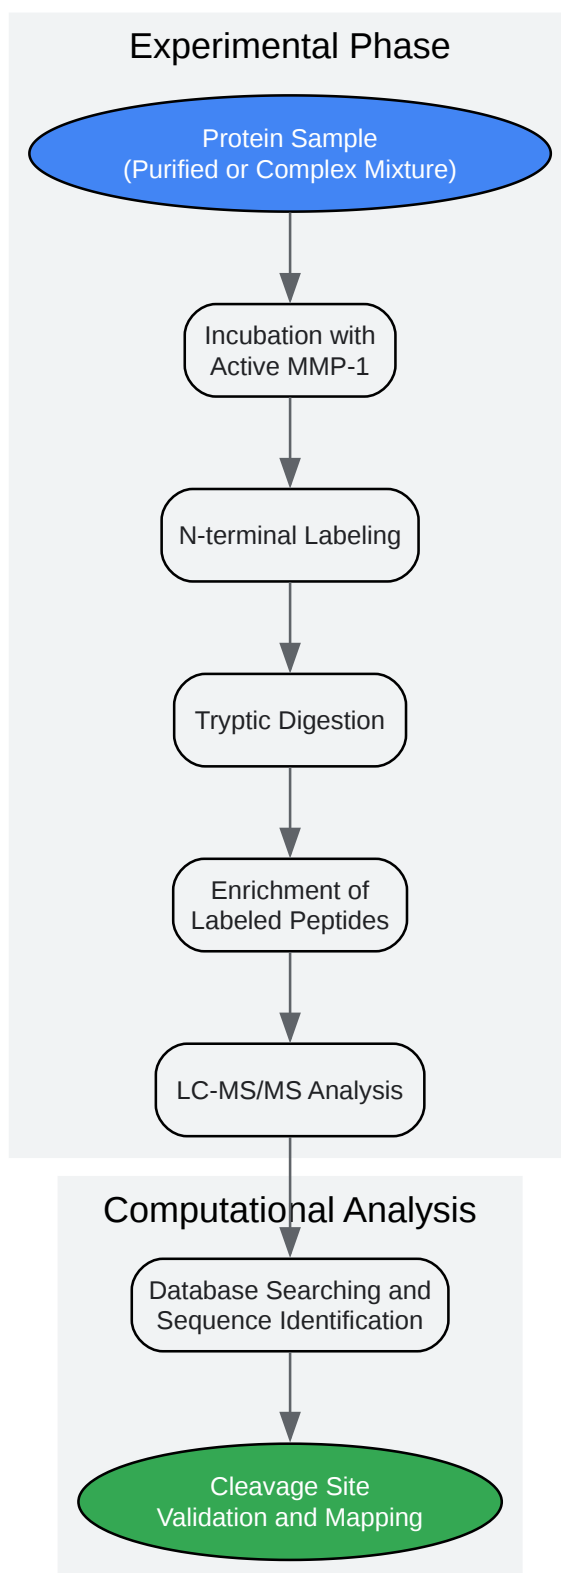 Experimental Phase
Protein Sample
(Purified or Complex Mixture)
Incubation with
Active MMP-1
N-terminal Labeling
Tryptic Digestion
Enrichment of
Labeled Peptides
LC-MS/MS Analysis
Computational Analysis
Database Searching and
Sequence Identification
Cleavage Site
Validation and Mapping